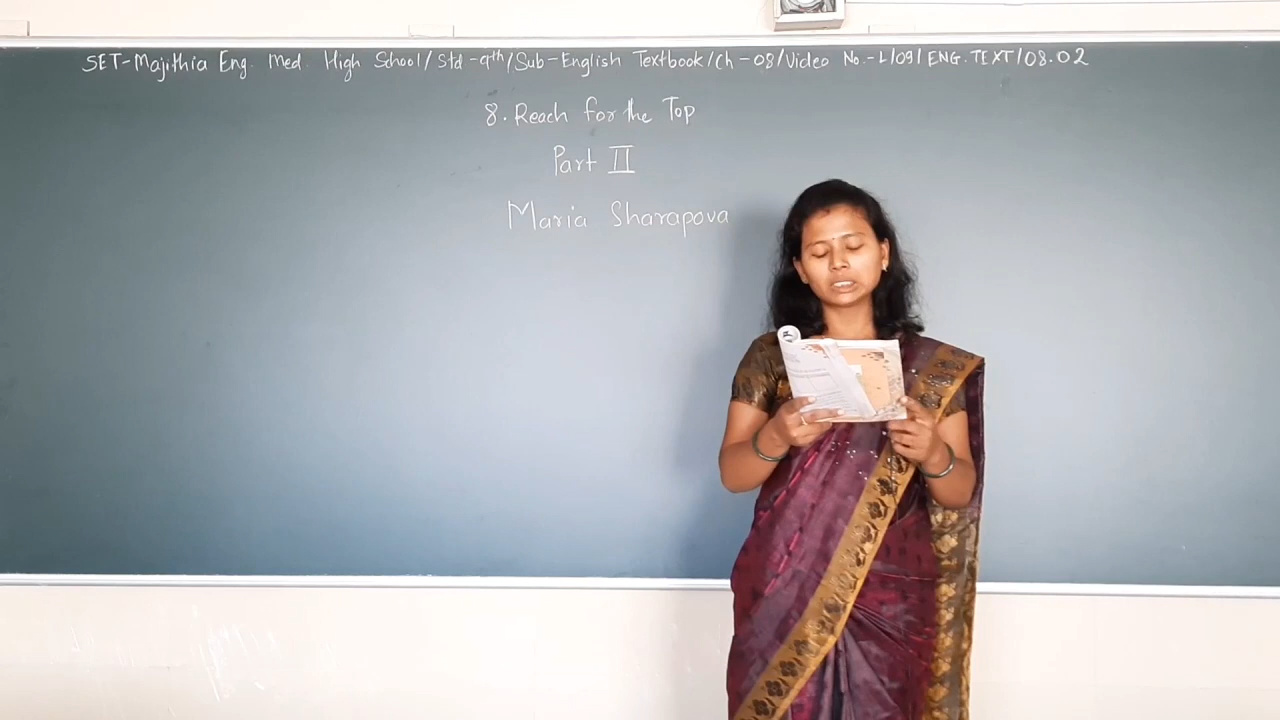 SET-Majithia Eng. Med. High School/Std-9th/Sub-English Textbook/Ch-08/Video No.-L/09/ENG.TEXT/08.02
8. Reach for the Top
Part II
Maria Sharapova